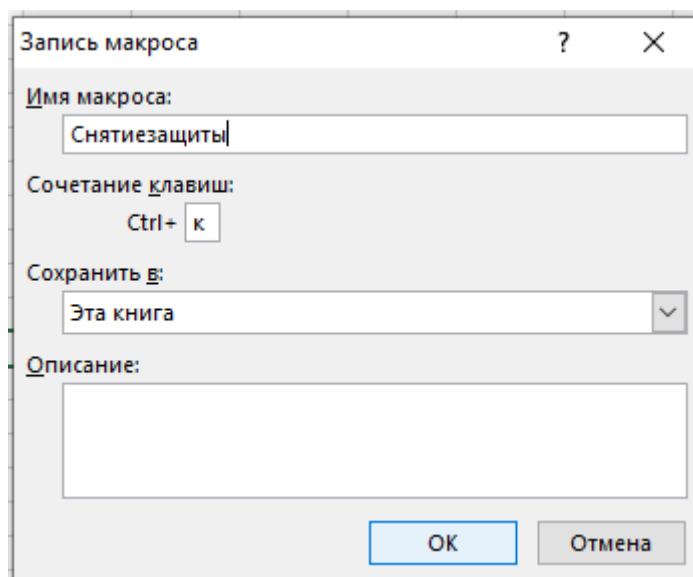 Запись макроса ?
Имя макроса:
Снятиезащиты
Сочетание клавиш:
Ctrl+ к
Сохранить в:
Эта книга
Описание:
ОК Отмена